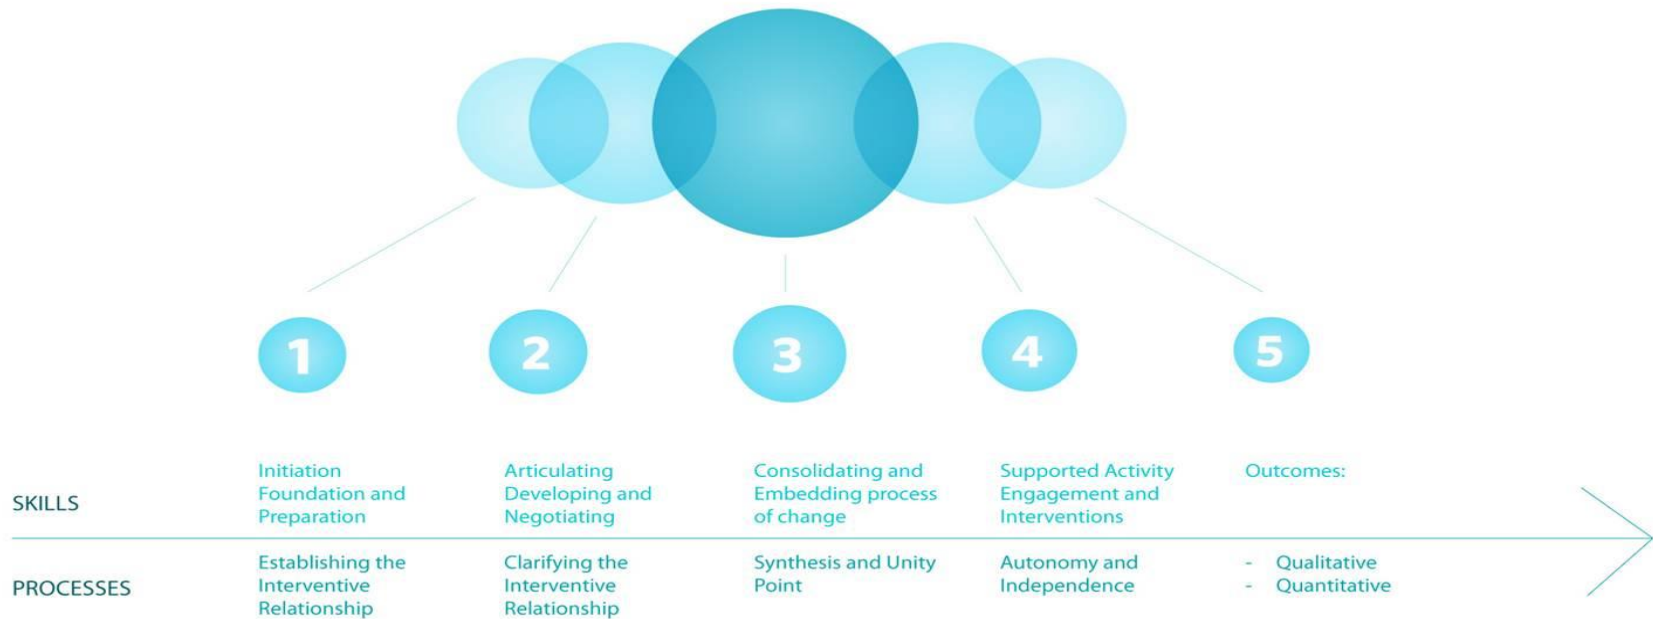 1
2
3
4
5
SKILLS
Initiation
Foundation and
Preparation
Articulating
Developing and
Negotiating
Consolidating and
Embedding process
of change
Supported Activity
Engagement and
Interventions
Outcomes:
PROCESSES
Establishing the
Interventive
Relationship
Clarifying the
Interventive
Relationship
Synthesis and Unity
Point
Autonomy and
Independence
- Qualitative
- Quantitative